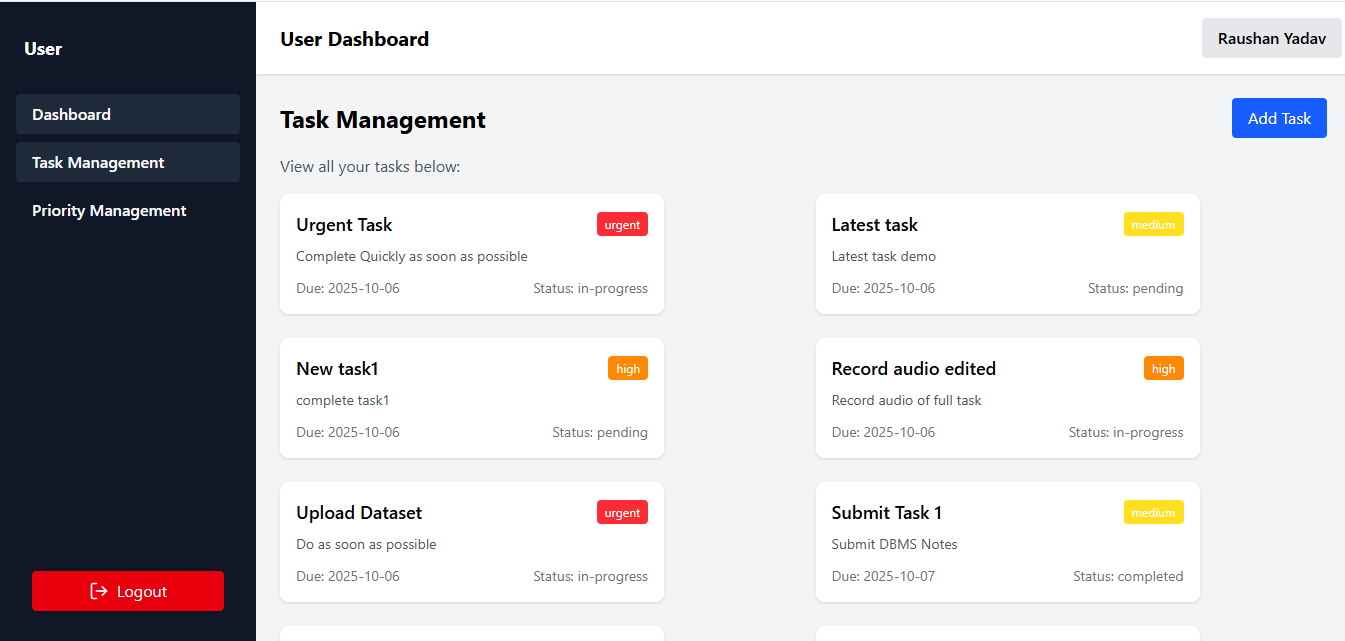 User
Dashboard
Task Management
Priority Management
Logout
User Dashboard
Raushan Yadav
Task Management
Add Task
View all your tasks below:
Urgent Task
urgent
Complete Quickly as soon as possible
Due: 2025-10-06
Status: in-progress
Latest task
medium
Latest task demo
Due: 2025-10-06
Status: pending
New task1
high
complete task1
Due: 2025-10-06
Status: pending
Record audio edited
high
Record audio of full task
Due: 2025-10-06
Status: in-progress
Upload Dataset
urgent
Do as soon as possible
Due: 2025-10-06
Status: in-progress
Submit Task 1
medium
Submit DBMS Notes
Due: 2025-10-07
Status: completed